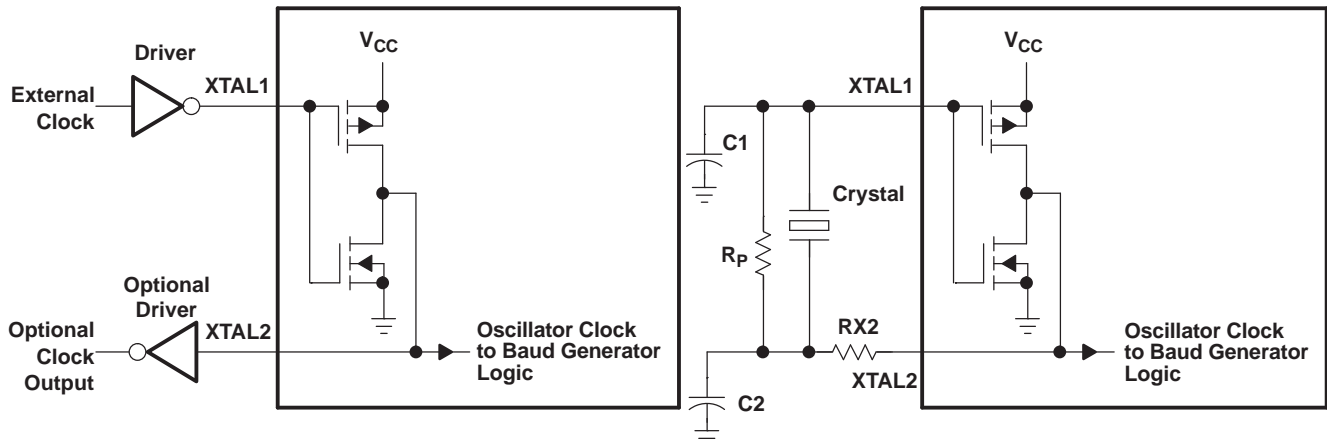 Driver
External
Clock
XTAL1
VCC
Optional
Driver
Optional
Clock
Output
XTAL2
Oscillator Clock
to Baud Generator
Logic
XTAL1
VCC
C1
Crystal
RP
RX2
XTAL2
C2
Oscillator Clock
to Baud Generator
Logic